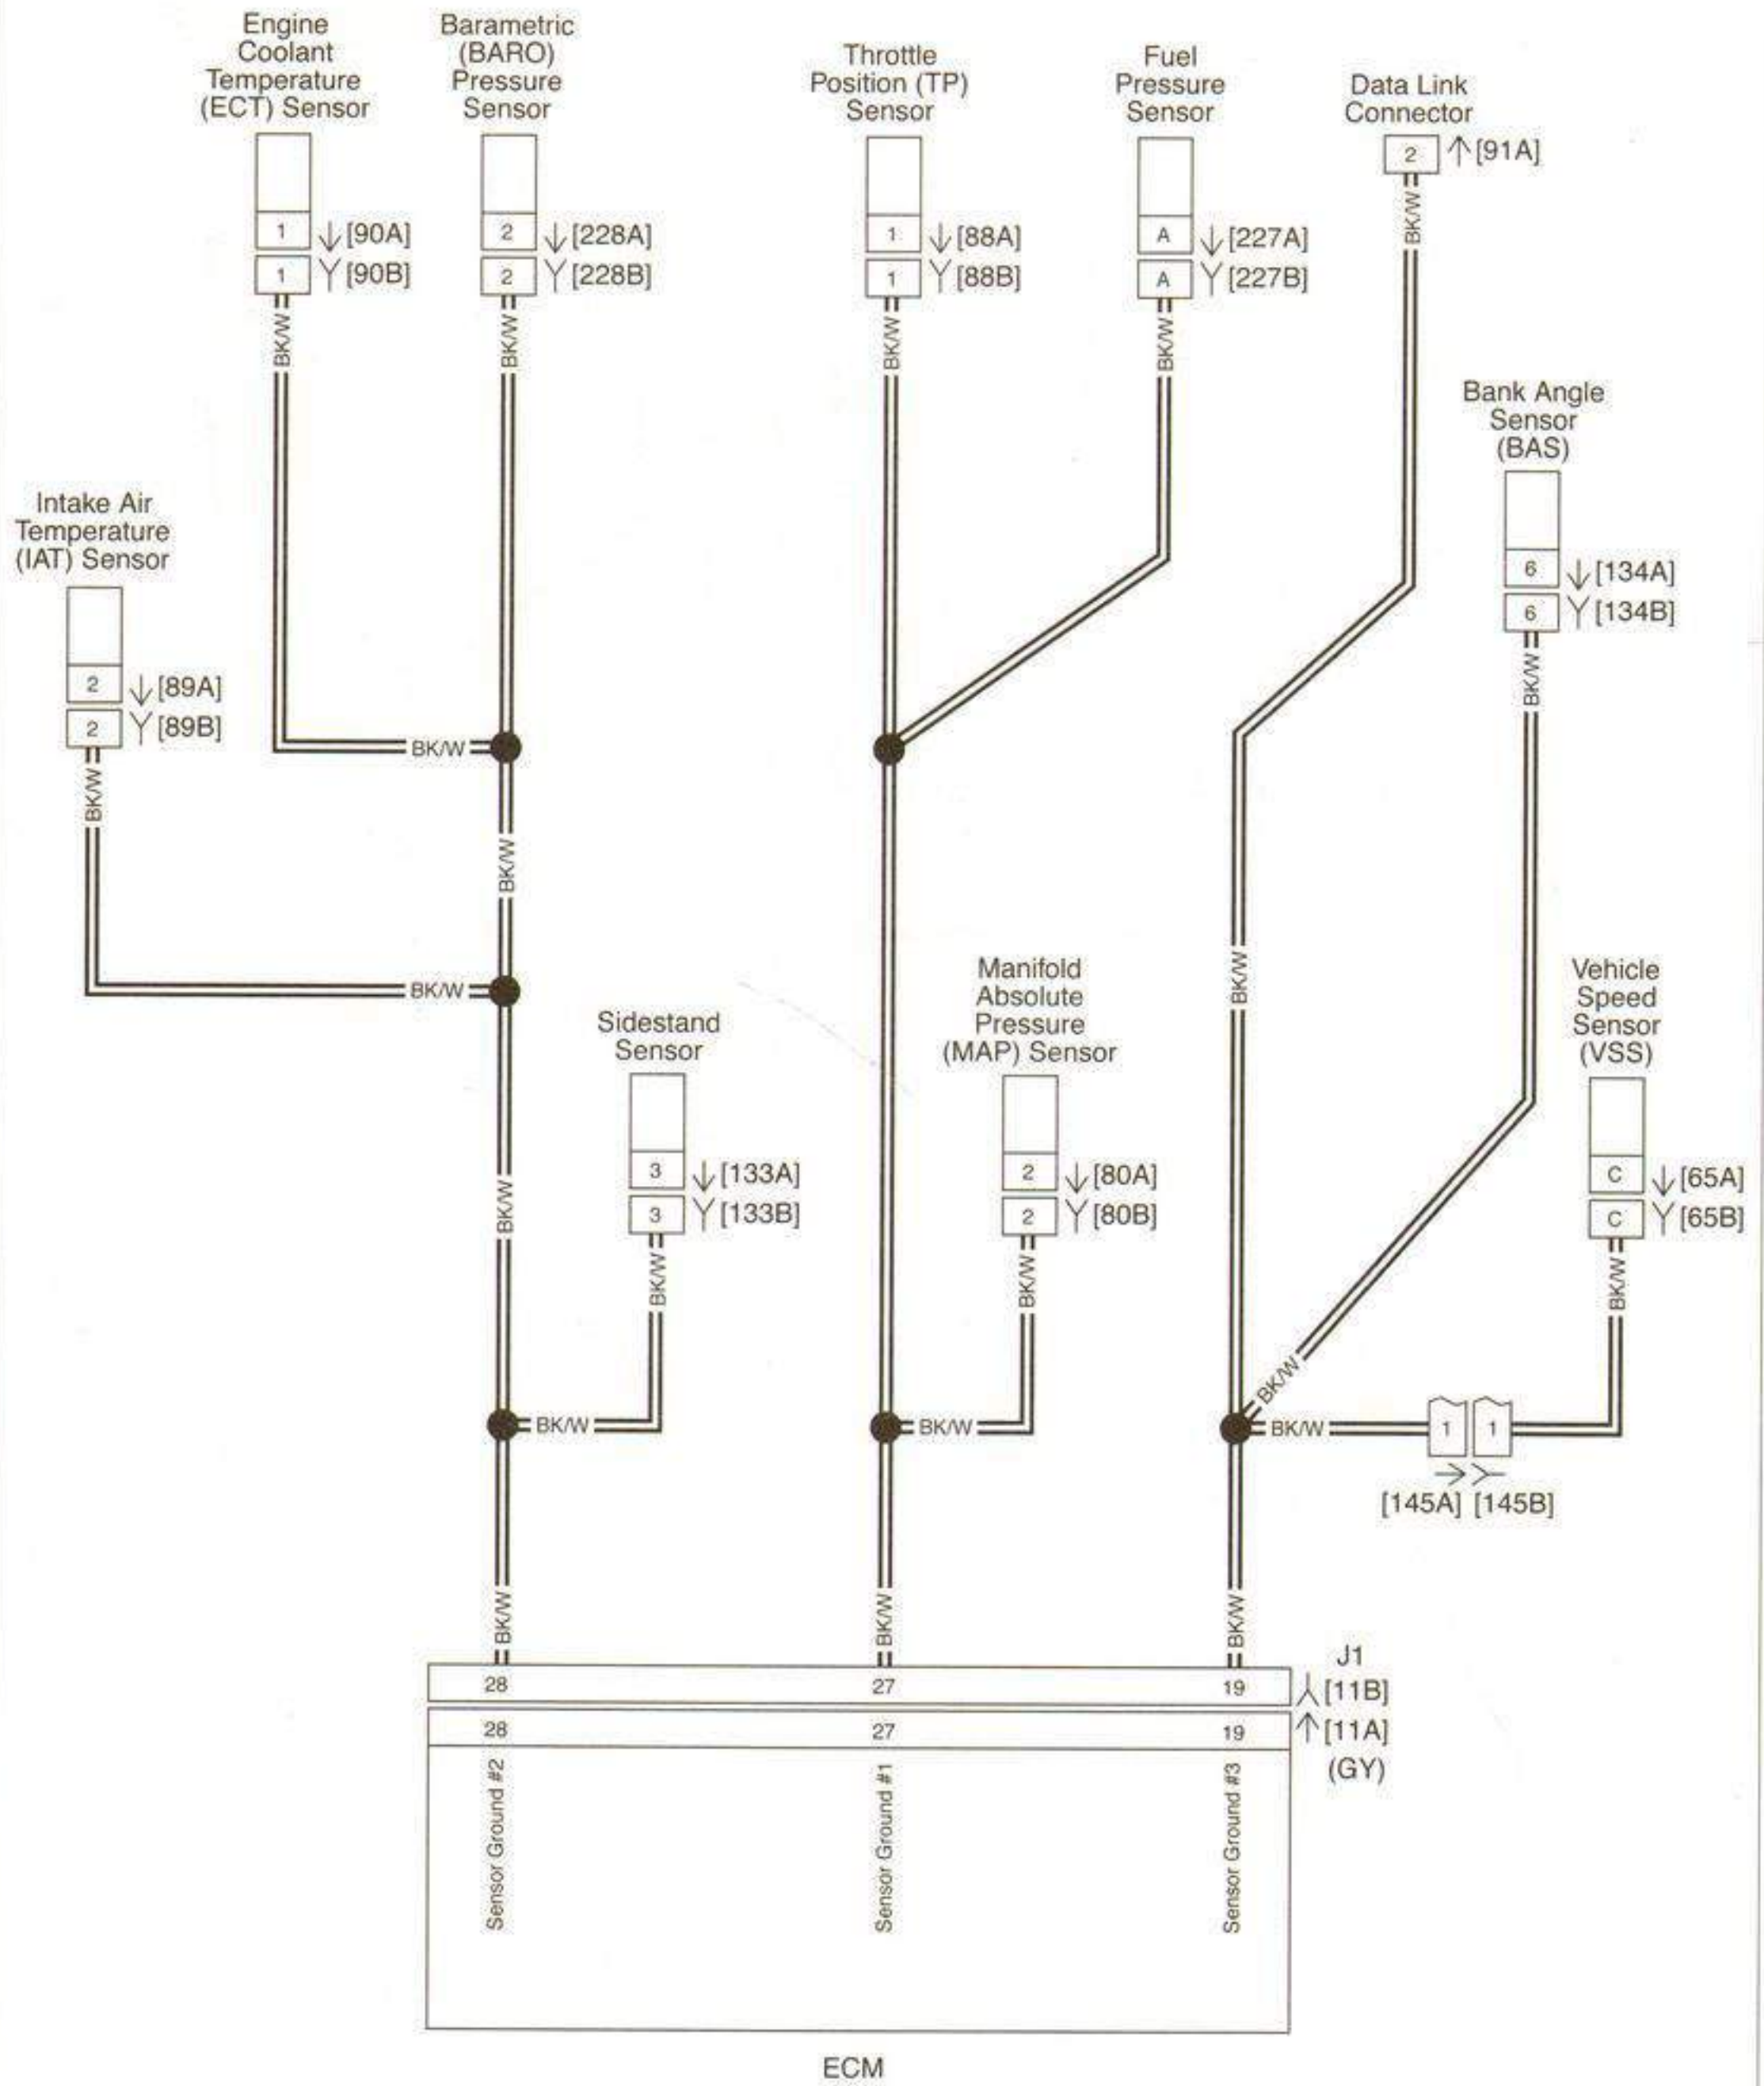 Engine
Coolant
Temperature
(ECT) Sensor
1
[90A]
1
[90B]
BK/W
BK/W
Barametric
(BARO)
Pressure
Sensor
2
[228A]
2
[228B]
BK/W
BK/W
BK/W
BK/W
Throttle
Position (TP)
Sensor
1
[88A]
1
[88B]
BK/W
BK/W
Fuel
Pressure
Sensor
A
[227A]
A
[227B]
BK/W
Data Link
Connector
2
[91A]
BK/W
BK/W
BK/W
Bank Angle
Sensor
(BAS)
6
[134A]
6
[134B]
BK/W
BK/W
Intake Air
Temperature
(IAT) Sensor
2
[89A]
2
[89B]
BK/W
BK/W
Sidestand
Sensor
3
[133A]
3
[133B]
BK/W
BK/W
Manifold
Absolute
Pressure
(MAP) Sensor
2
[80A]
2
[80B]
BK/W
BK/W
Vehicle
Speed
Sensor
(VSS)
C
[65A]
C
[65B]
BK/W
BK/W
1
1
[145A]
[145B]
J1
28
27
19
[11B]
28
27
19
[11A]
(GY)
Sensor Ground #2
Sensor Ground #1
Sensor Ground #3
ECM